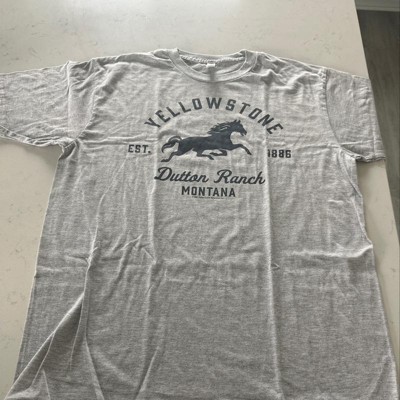 YELLOWSTONE
EST. 1886
Dutton Ranch
MONTANA